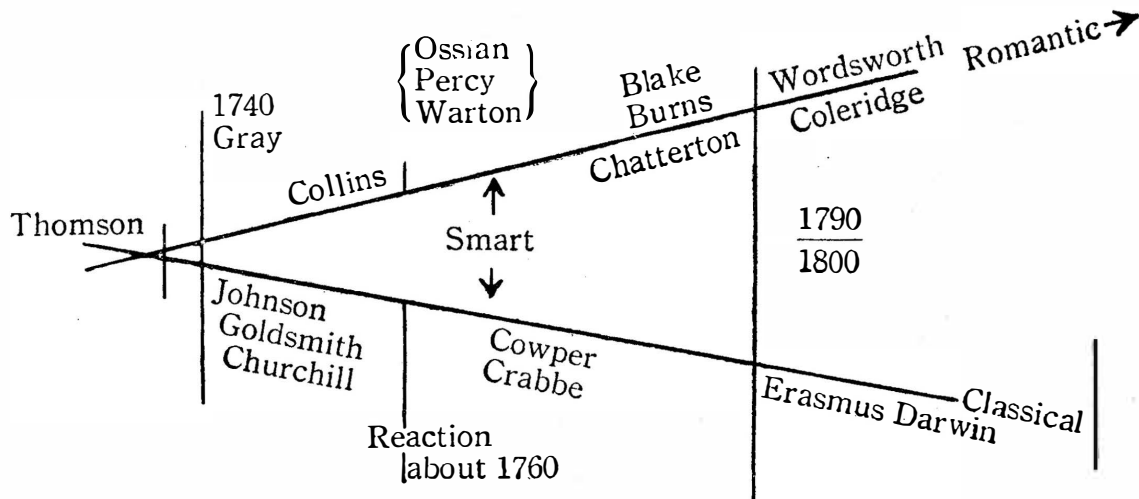 Ossian
Percy
Warton
1740
Gray
Collins
Blake
Burns
Chatterton
Wordsworth
Coleridge
Romantic
Thomson
Smart
1790
1800
Johnson
Goldsmith
Churchill
Cowper
Crabbe
Erasmus Darwin
Classical
Reaction
about 1760